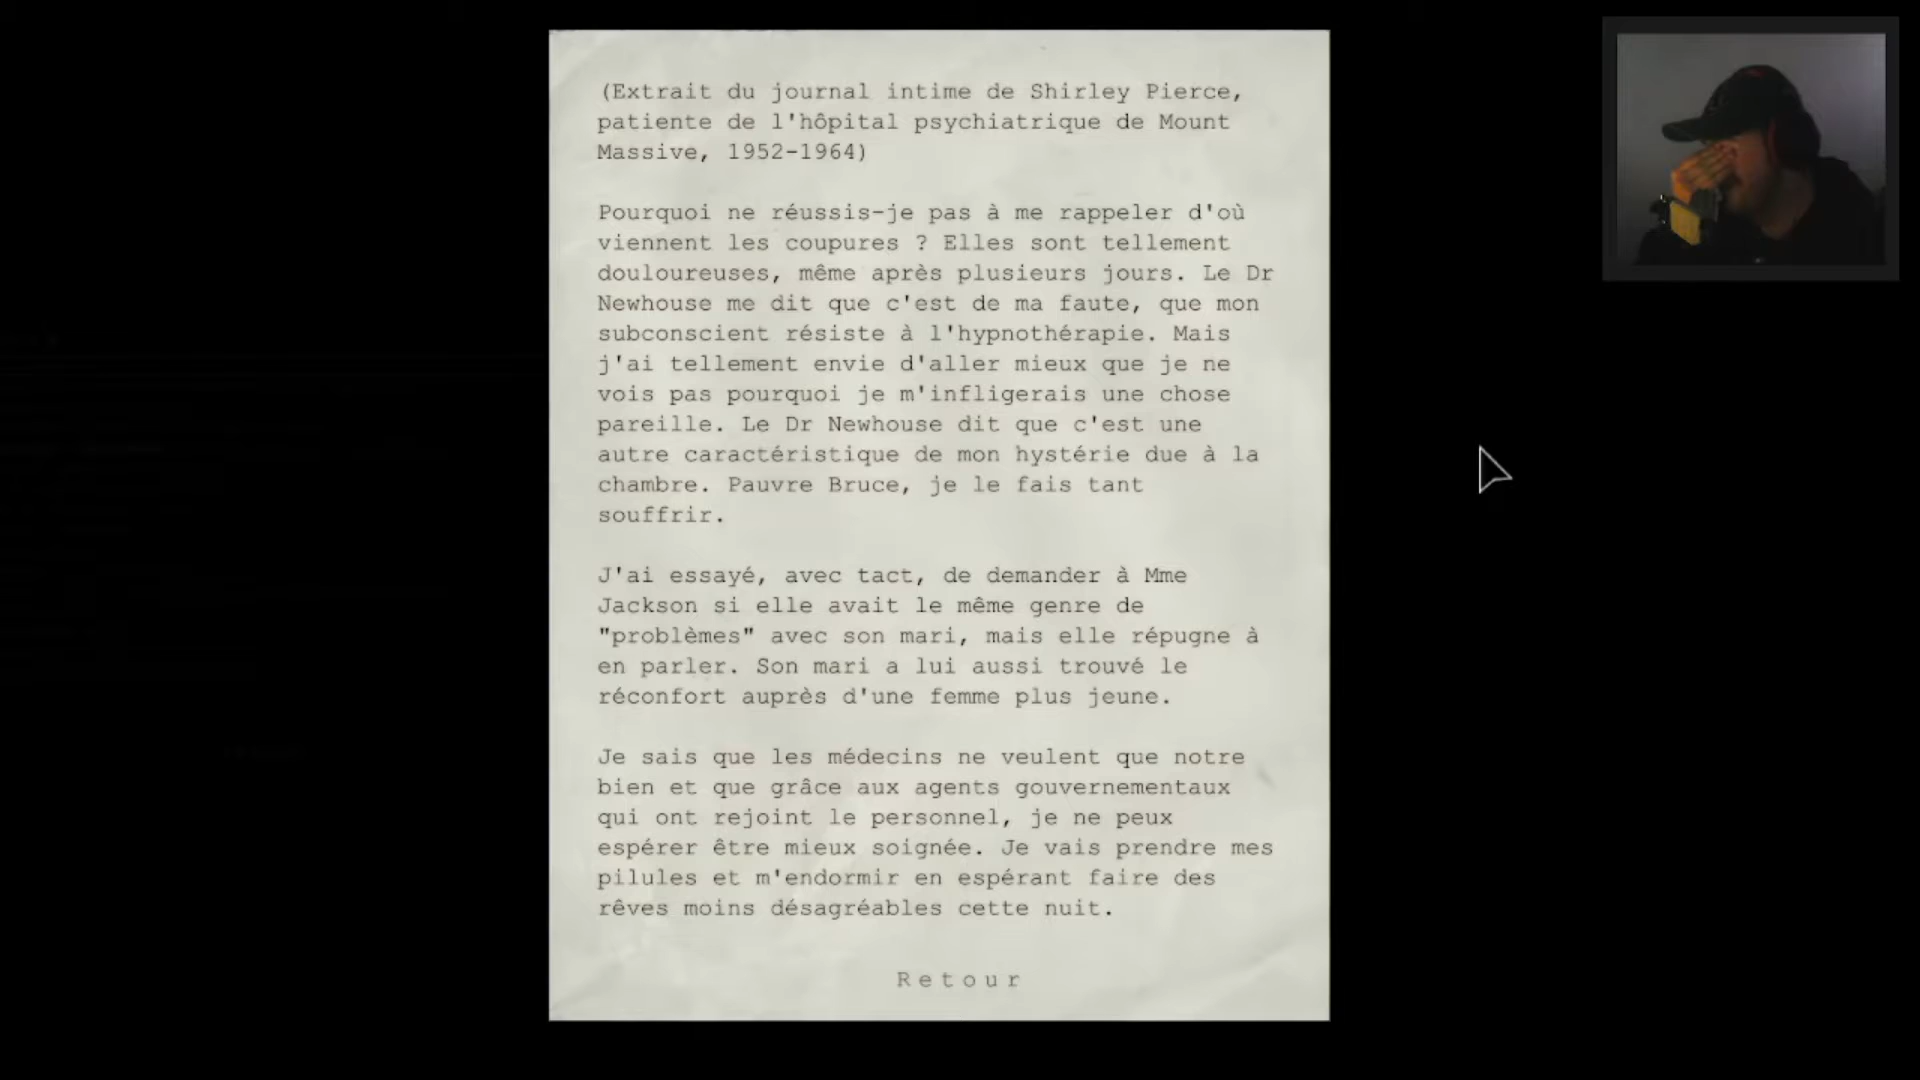 (Extrait du journal intime de Shirley Pierce,
patiente de l'hôpital psychiatrique de Mount
Massive, 1952-1964)
Pourquoi ne réussis-je pas à me rappeler d'où
viennent les coupures ? Elles sont tellement
douloureuses, même après plusieurs jours. Le Dr
Newhouse me dit que c'est de ma faute, que mon
subconscient résiste à l'hypnothérapie. Mais
j'ai tellement envie d'aller mieux que je ne
vois pas pourquoi je m'infligerais une chose
pareille. Le Dr Newhouse dit que c'est une
autre caractéristique de mon hystérie due à la
chambre. Pauvre Bruce, je le fais tant
souffrir.
J'ai essayé, avec tact, de demander à Mme
Jackson si elle avait le même genre de
"problèmes" avec son mari, mais elle répugne à
en parler. Son mari a lui aussi trouvé le
réconfort auprès d'une femme plus jeune.
Je sais que les médecins ne veulent que notre
bien et que grâce aux agents gouvernementaux
qui ont rejoint le personnel, je ne peux
espérer être mieux soignée. Je vais prendre mes
pilules et m'endormir en espérant faire des
rêves moins désagréables cette nuit.
Retour